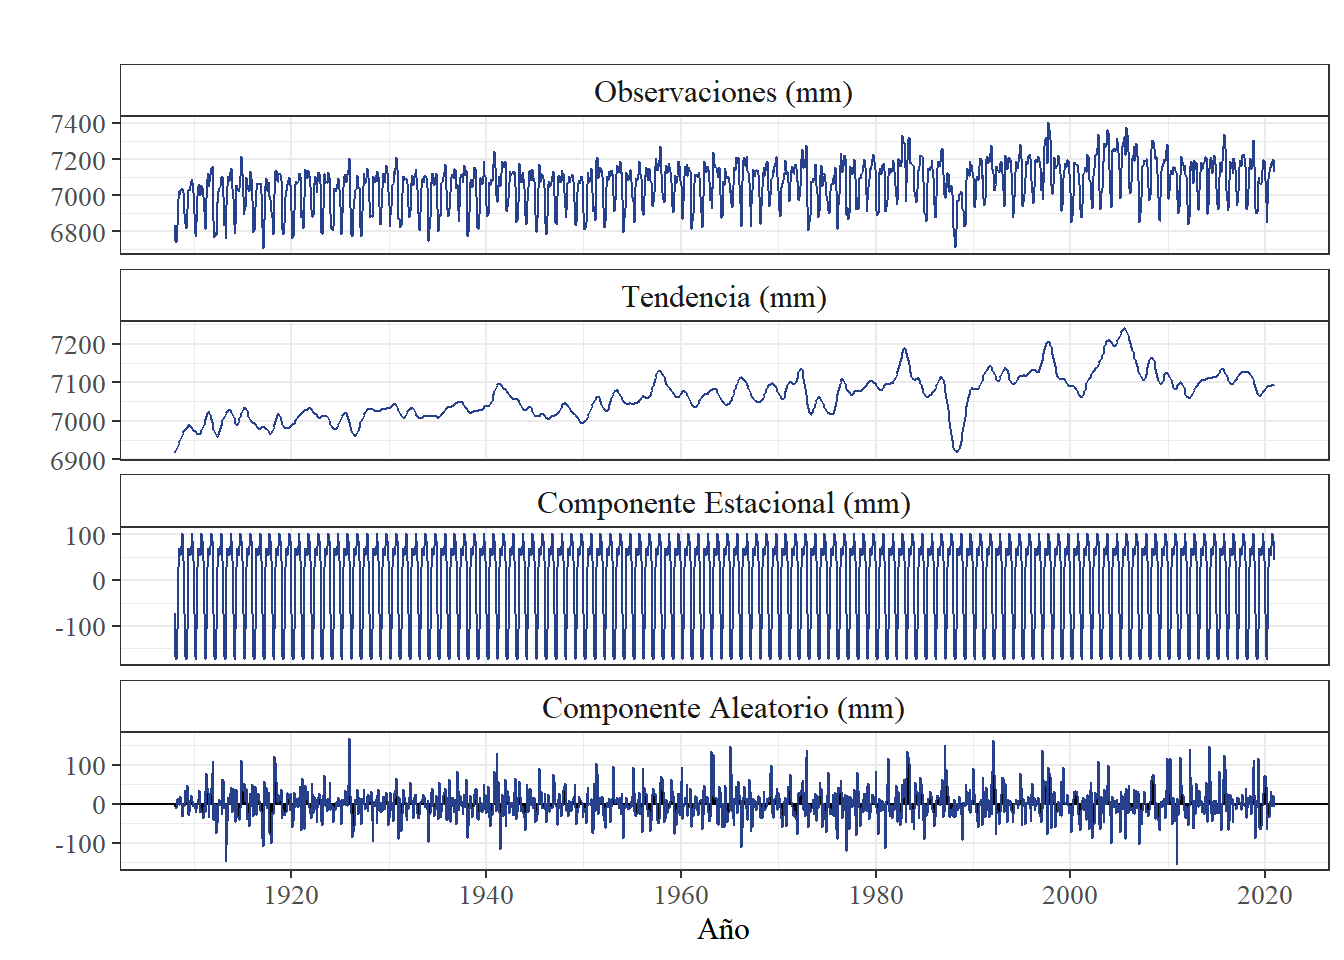 Observaciones (mm)
7400
7200
7000
6800
Tendencia (mm)
7200
7100
7000
6900
Componente Estacional (mm)
100
0
-100
Componente Aleatorio (mm)
100
0
-100
1920 1940 1960 1980 2000 2020
Año